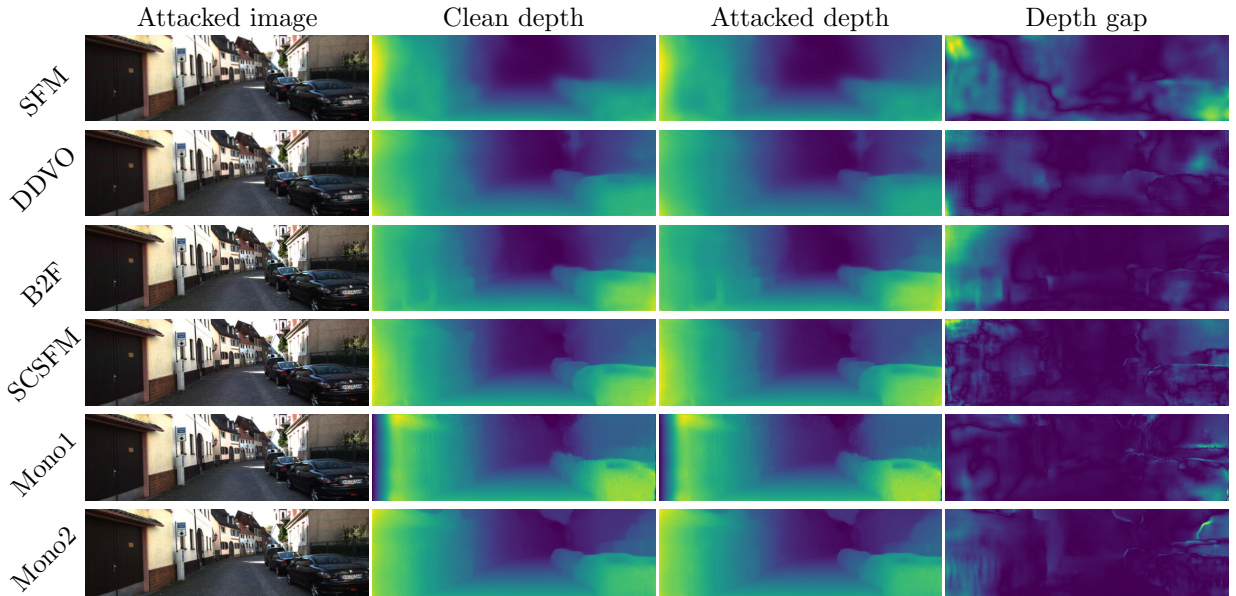 Attacked image Clean depth Attacked depth Depth gap
SFM
DDVO
B2F
SCSFM
Mono1
Mono2